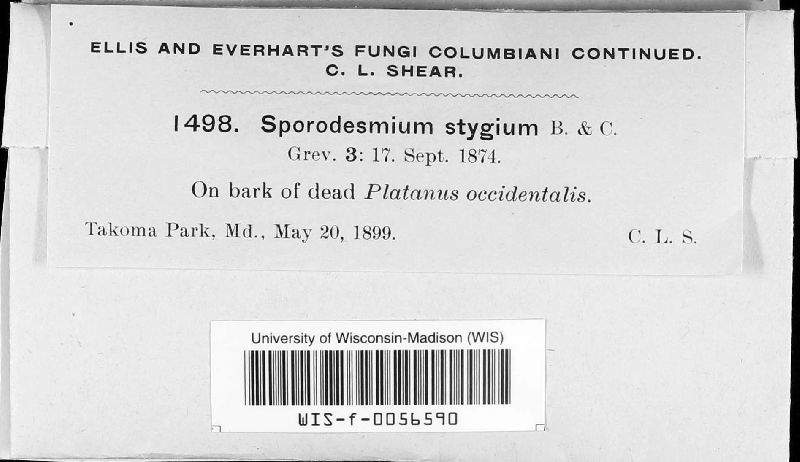 ELLIS AND EVERHART'S FUNGI COLUMBIANI CONTINUED.
C. L. SHEAR.
1498. Sporodesmium stygium B. & C.
Grev. 3: 17. Sept. 1874.
On bark of dead Platanus occidentalis.
Takoma Park, Md., May 20, 1899. C. L. S.
University of Wisconsin-Madison (WIS)
WIS-f-0056590